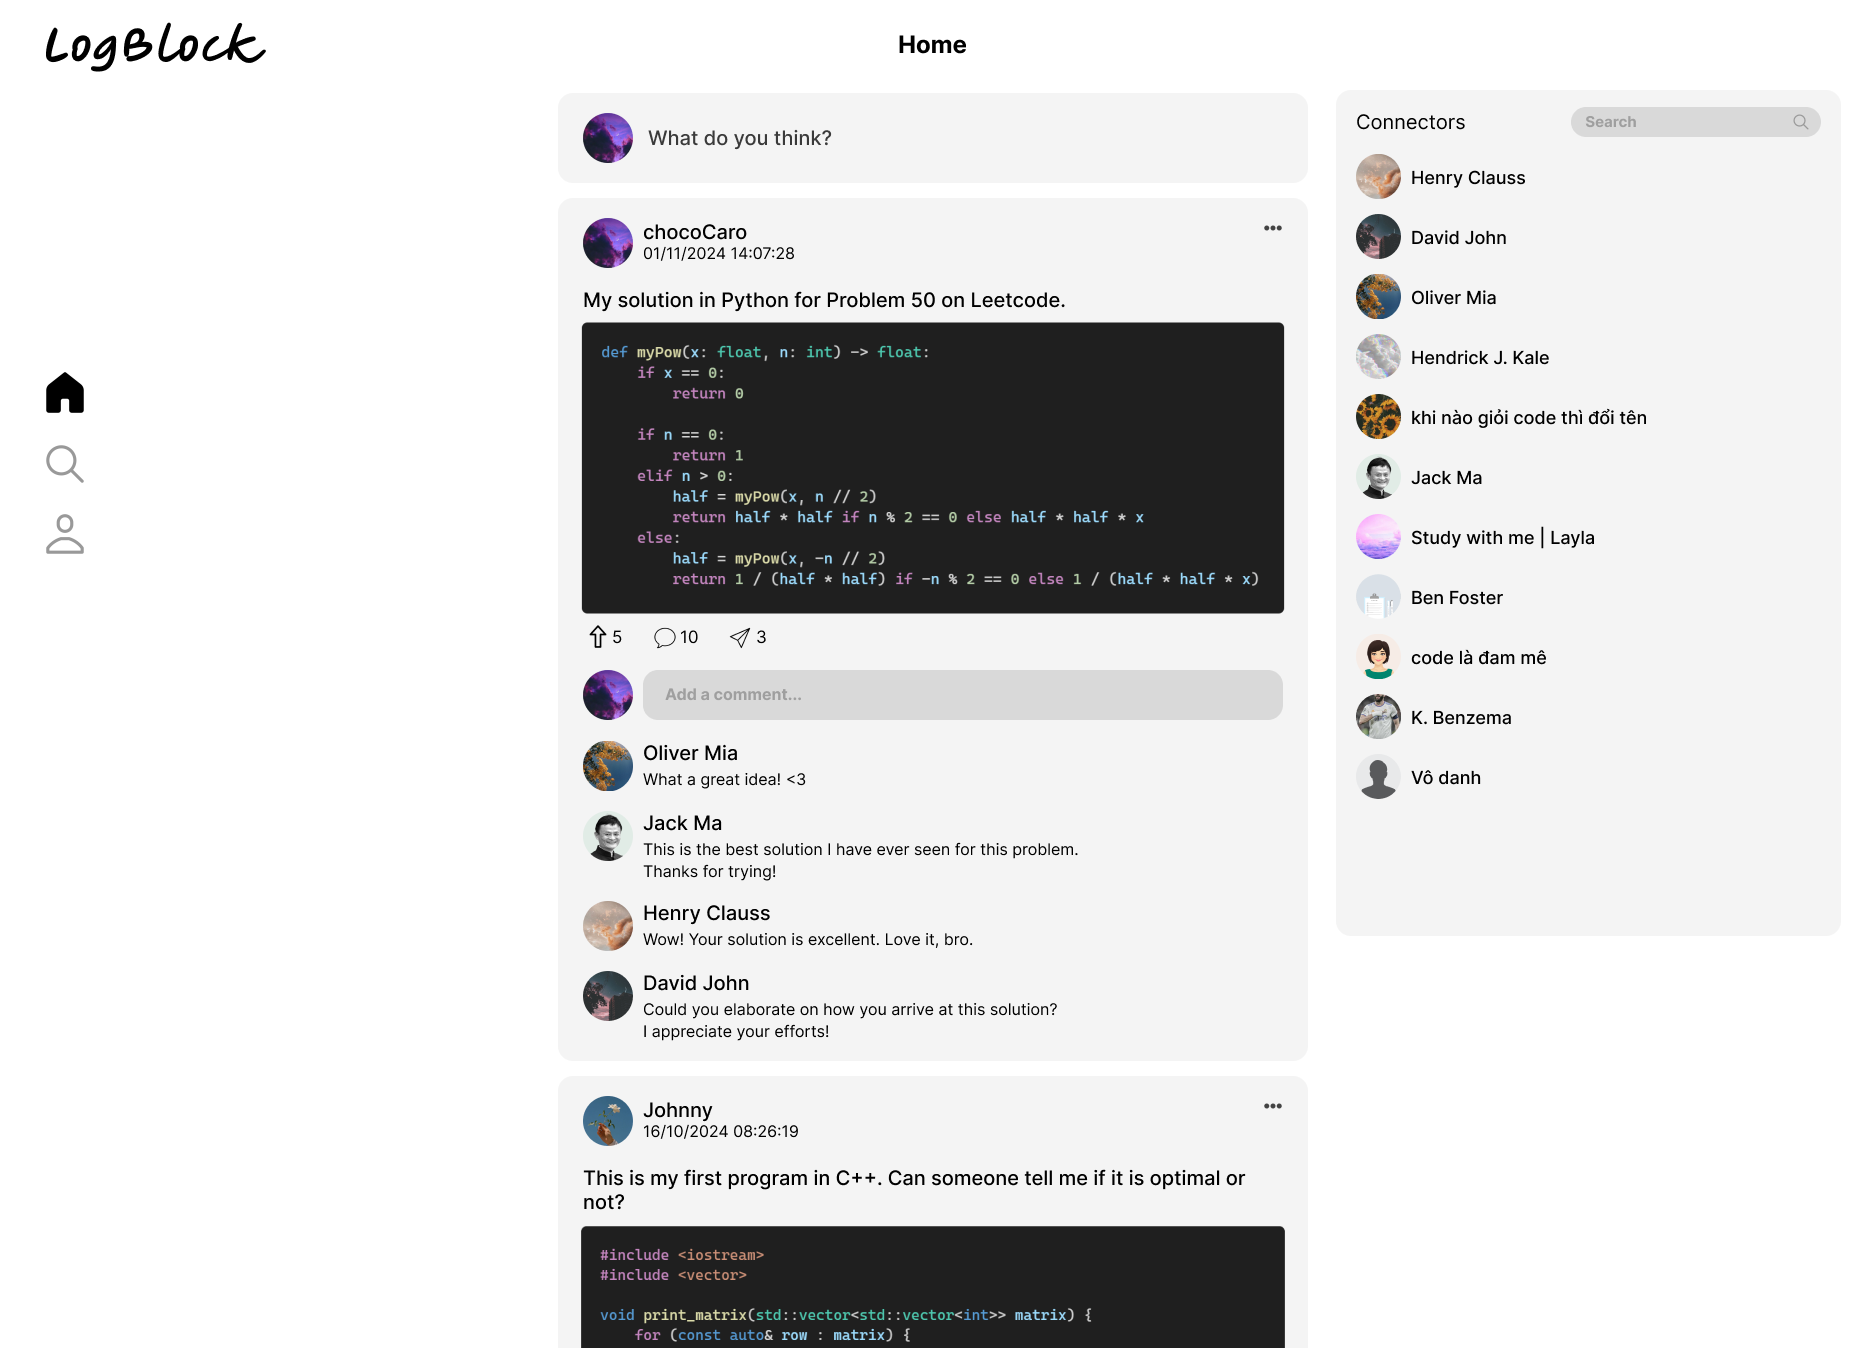 LogBlock
Home
What do you think?
chocoCaro
01/11/2024 14:07:28
My solution in Python for Problem 50 on Leetcode.
def myPow(x: float, n: int) -> float:
    if x == 0:
        return 0
    if n == 0:
        return 1
    elif n > 0:
        half = myPow(x, n // 2)
        return half * half if n % 2 == 0 else half * half * x
    else:
        half = myPow(x, -n // 2)
        return 1 / (half * half) if -n % 2 == 0 else 1 / (half * half * x)
5 10 3
Add a comment...
Oliver Mia
What a great idea! <3
Jack Ma
This is the best solution I have ever seen for this problem.
Thanks for trying!
Henry Clauss
Wow! Your solution is excellent. Love it, bro.
David John
Could you elaborate on how you arrive at this solution?
I appreciate your efforts!
Johnny
16/10/2024 08:26:19
This is my first program in C++. Can someone tell me if it is optimal or
not?
#include <iostream>
#include <vector>
void print_matrix(std::vector<std::vector<int>> matrix) {
    for (const auto& row : matrix) {
Connectors
Search
Henry Clauss
David John
Oliver Mia
Hendrick J. Kale
khi nào giỏi code thì đổi tên
Jack Ma
Study with me | Layla
Ben Foster
code là đam mê
K. Benzema
Vô danh